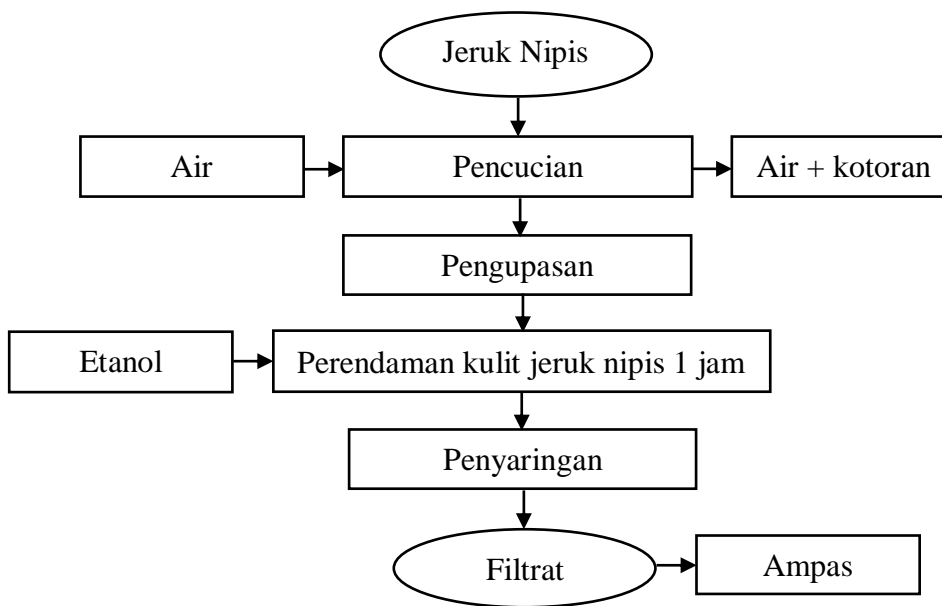 Jeruk Nipis
Air
Pencucian
Air + kotoran
Pengupasan
Etanol
Perendaman kulit jeruk nipis 1 jam
Penyaringan
Filtrat
Ampas